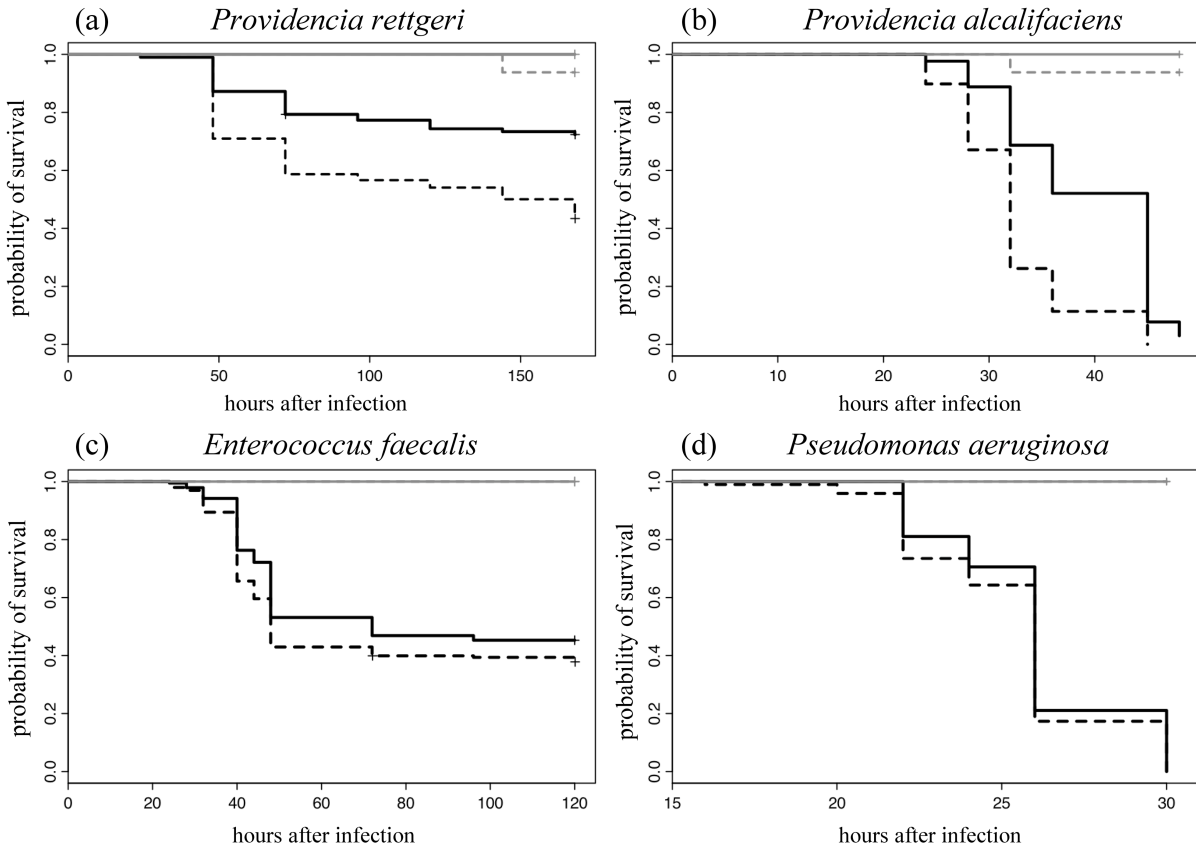 (a) Providencia rettgeri
probability of survival
0.0 0.2 0.4 0.6 0.8 1.0
0 50 100 150
hours after infection
(b) Providencia alcalifaciens
probability of survival
0.0 0.2 0.4 0.6 0.8 1.0
0 10 20 30 40
hours after infection
(c) Enterococcus faecalis
probability of survival
0.0 0.2 0.4 0.6 0.8 1.0
0 20 40 60 80 100 120
hours after infection
(d) Pseudomonas aeruginosa
probability of survival
0.0 0.2 0.4 0.6 0.8 1.0
15 20 25 30
hours after infection